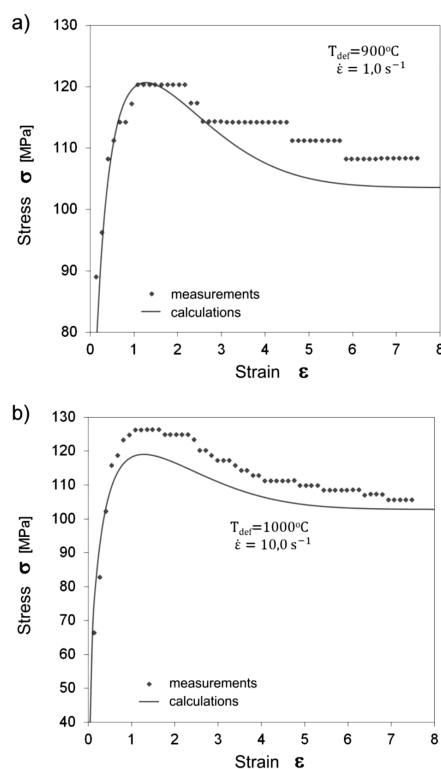 a)
130
120
110
100
90
80
0 1 2 3 4 5 6 7 8
Stress σ [MPa]
Strain ε
T_def=900°C
ε̇ = 1,0 s⁻¹
measurements
calculations
b)
130
120
110
100
90
80
70
60
50
40
0 1 2 3 4 5 6 7 8
Stress σ [MPa]
Strain ε
T_def=1000°C
ε̇ = 10,0 s⁻¹
measurements
calculations